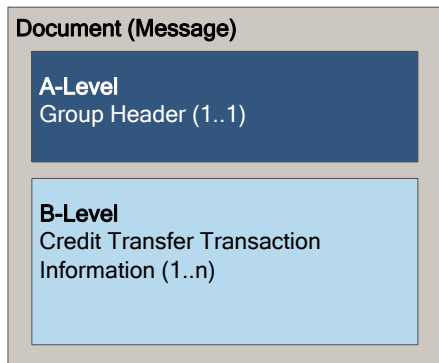 Document (Message)
A-Level
Group Header (1..1)
B-Level
Credit Transfer Transaction
Information (1..n)